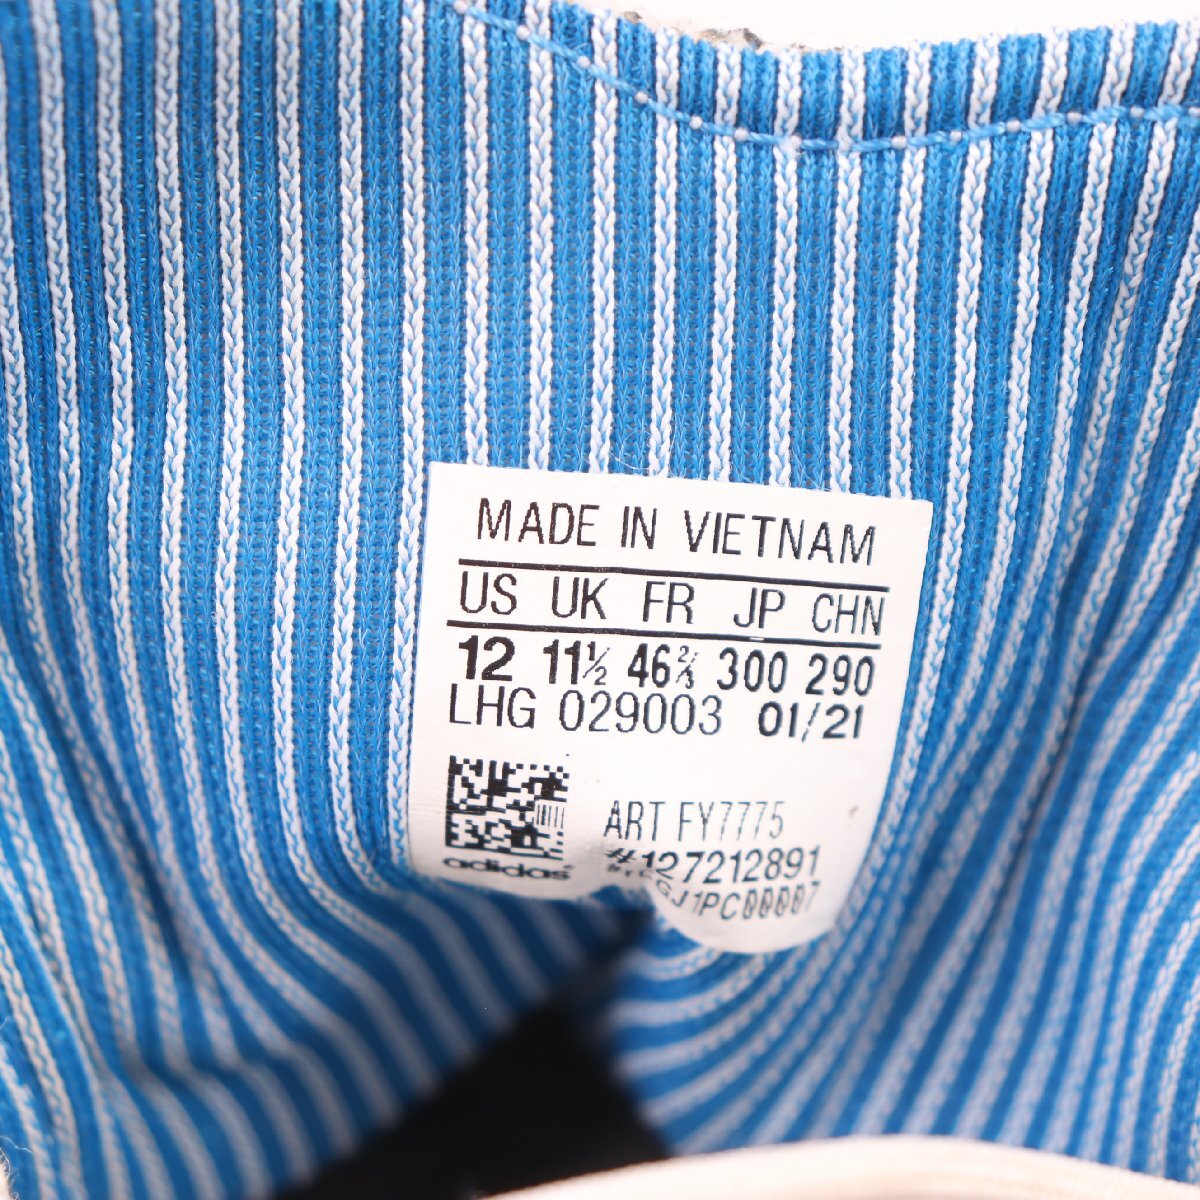 MADE IN VIETNAM
US UK FR JP CHN
12 11½ 46⅔ 300 290
LHG 029003 01/21
ART FY7775
#127212891
GJ1PC00007
adidas